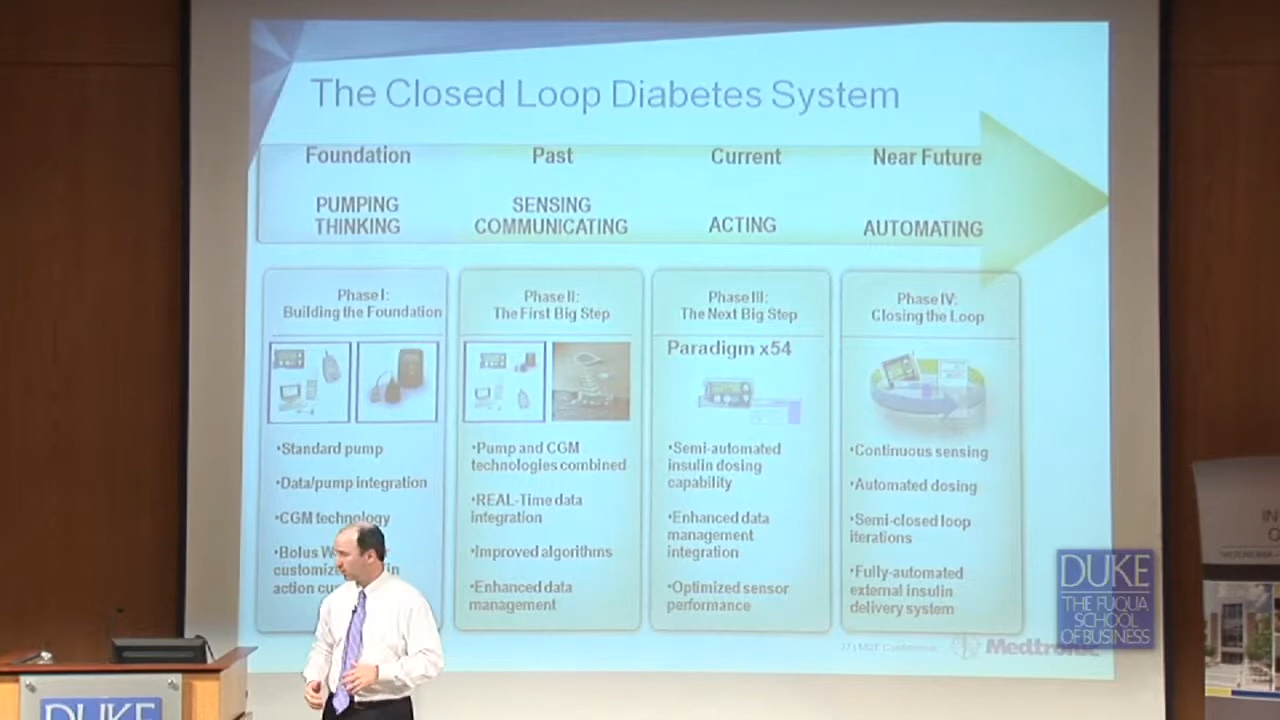 The Closed Loop Diabetes System
Foundation
Past
Current
Near Future
PUMPING
THINKING
SENSING
COMMUNICATING
ACTING
AUTOMATING
Phase I:
Building the Foundation
•Standard pump
•Data/pump integration
•CGM technology
•Bolus
customiz
action cu
Phase II:
The First Big Step
•Pump and CGM
technologies combined
•REAL-Time data
integration
•Improved algorithms
•Enhanced data
management
Phase III:
The Next Big Step
Paradigm x54
•Semi-automated
insulin dosing
capability
•Enhanced data
management
integration
•Optimized sensor
performance
Phase IV:
Closing the Loop
•Continuous sensing
•Automated dosing
•Semi-closed loop
iterations
•Fully-automated
external insulin
delivery system
Medtronic
DUKE
THE FUQUA
SCHOOL
OF BUSINESS
DUKE